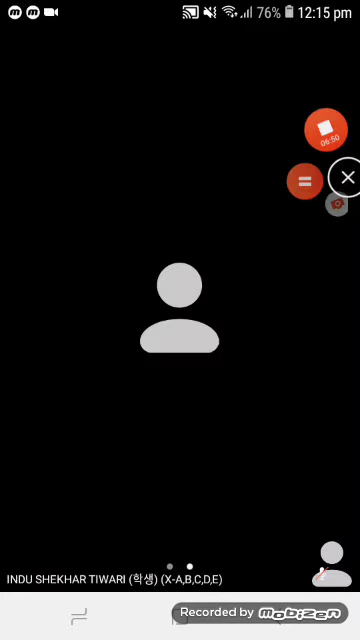 76% 12:15 pm
06:50
INDU SHEKHAR TIWARI (학생) (X-A,B,C,D,E)
Recorded by mobizen